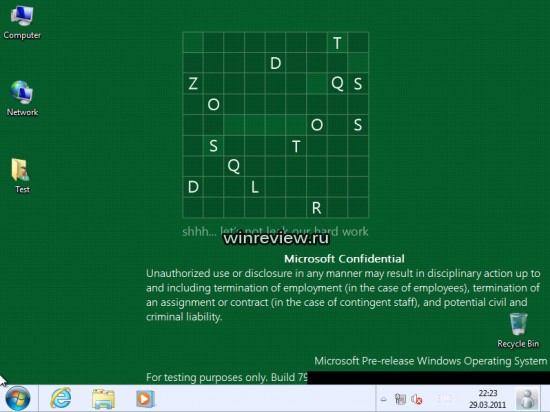 Computer
T
D
Z Q S
Network
O
O S
S T
Q
Test
D L
R
shhh... let's not leak our hard work
winreview.ru
Microsoft Confidential
Unauthorized use or disclosure in any manner may result in disciplinary action up to
and including termination of employment (in the case of employees), termination of
an assignment or contract (in the case of contingent staff), and potential civil and
criminal liability.
Recycle Bin
Microsoft Pre-release Windows Operating System
For testing purposes only. Build 79
22:23
29.03.2011